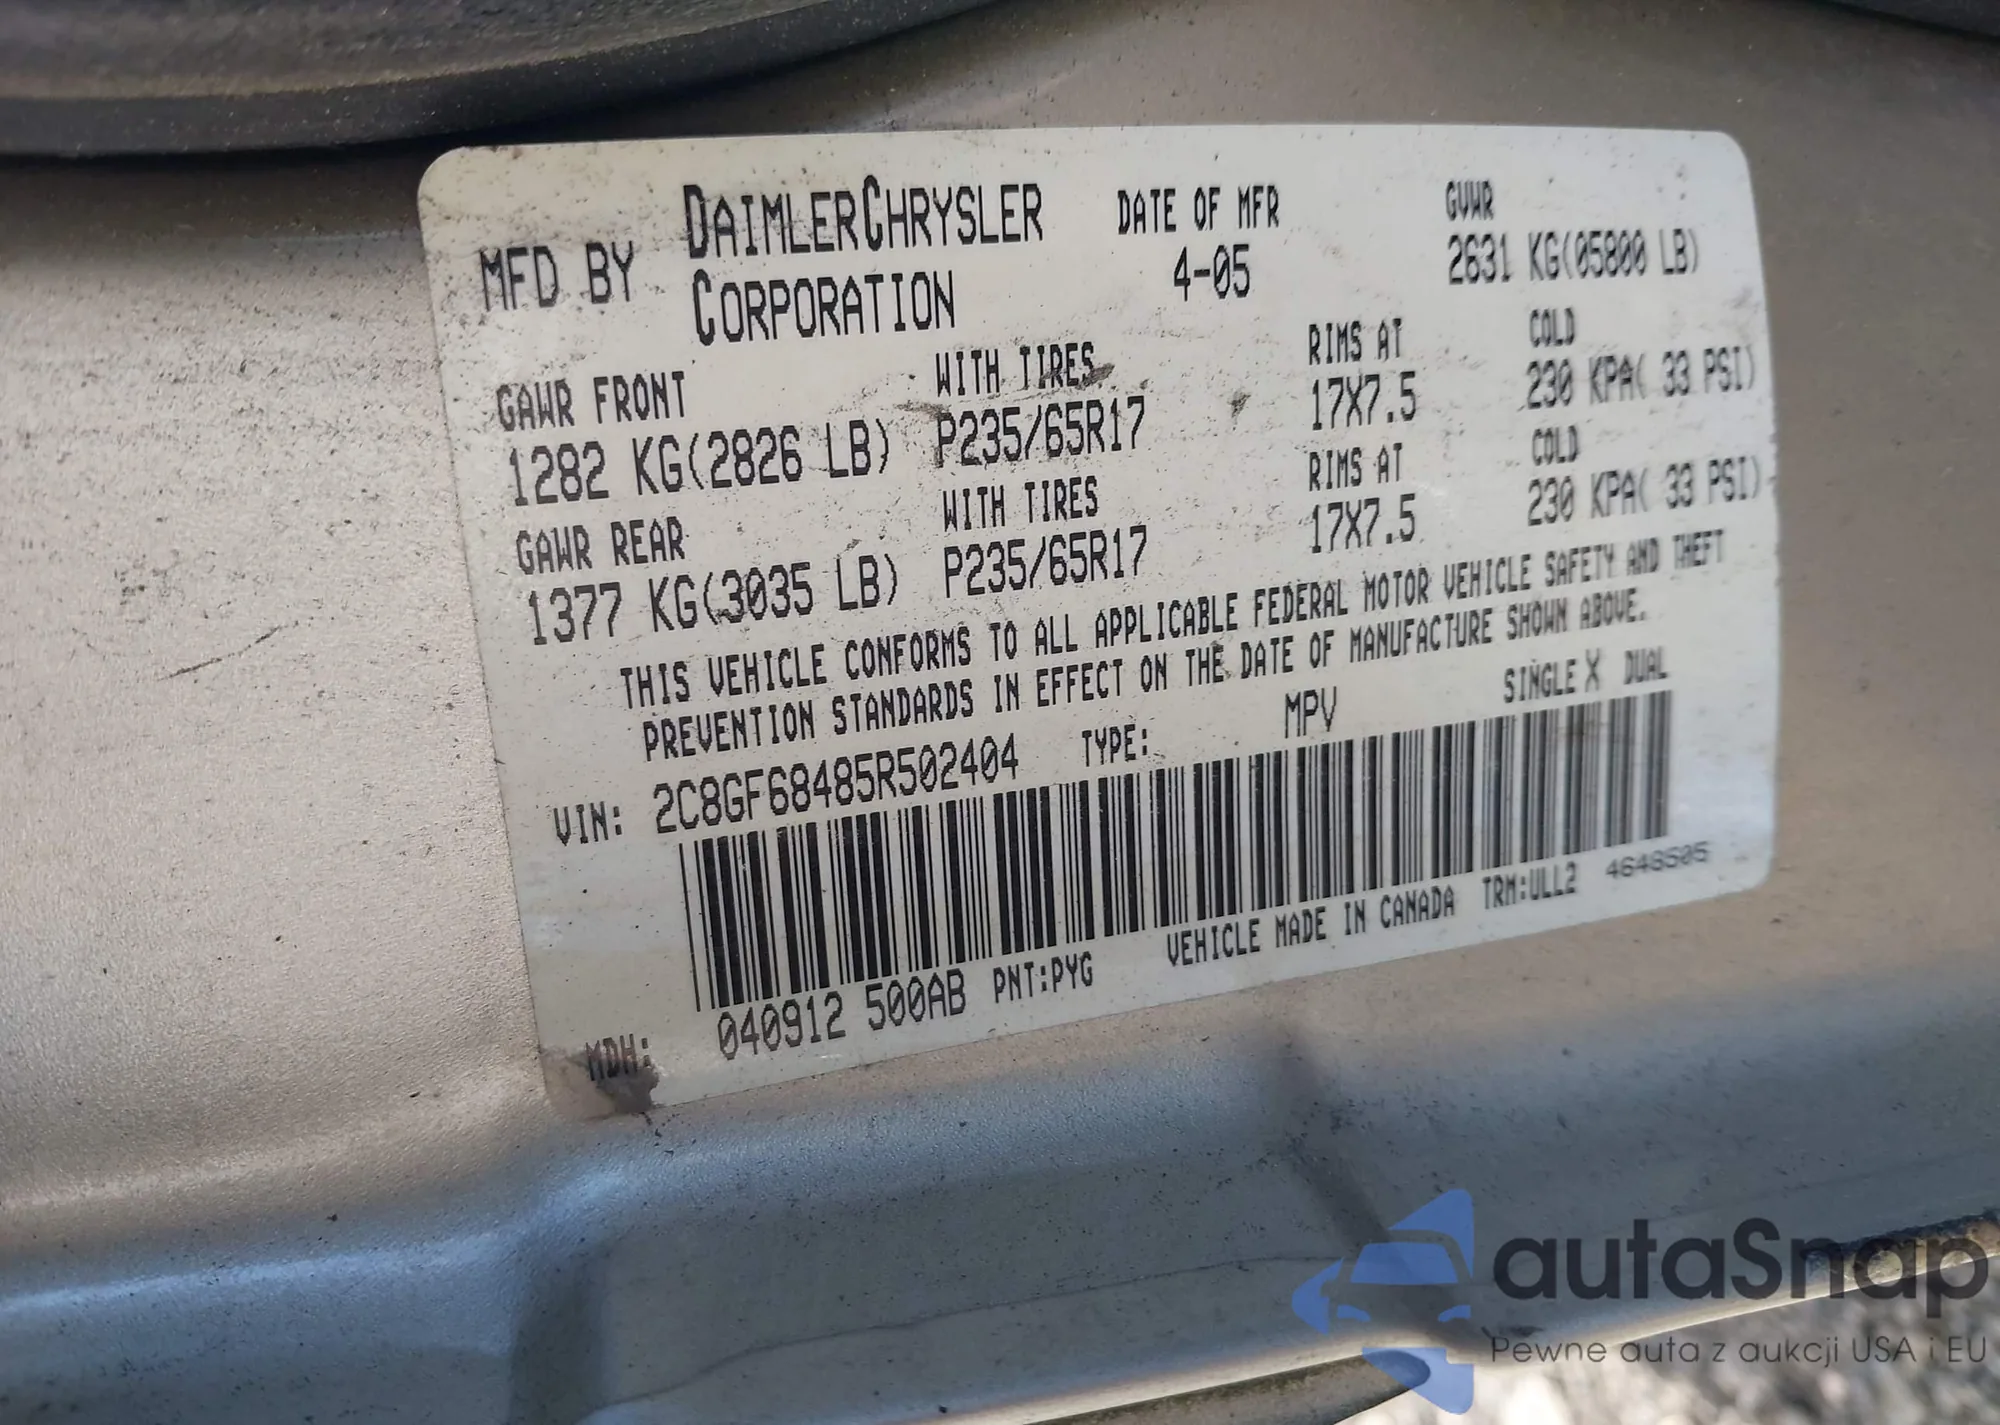 MFD BY DAIMLERCHRYSLER CORPORATION
DATE OF MFR
4-05
GVWR
2631 KG(05800 LB)
GAWR FRONT WITH TIRES RIMS AT COLD
1282 KG(2826 LB) P235/65R17 17X7.5 230 KPA( 33 PSI)
GAWR REAR WITH TIRES RIMS AT COLD
1377 KG(3035 LB) P235/65R17 17X7.5 230 KPA( 33 PSI)
THIS VEHICLE CONFORMS TO ALL APPLICABLE FEDERAL MOTOR VEHICLE SAFETY AND THEFT
PREVENTION STANDARDS IN EFFECT ON THE DATE OF MANUFACTURE SHOWN ABOVE.
VIN: 2C8GF68485R502404 TYPE: MPV SINGLE X DUAL
MDH: 040912 500AB PNT:PYG VEHICLE MADE IN CANADA TRM:ULL2 4648505
autaSnap
Pewne auta z aukcji USA i EU